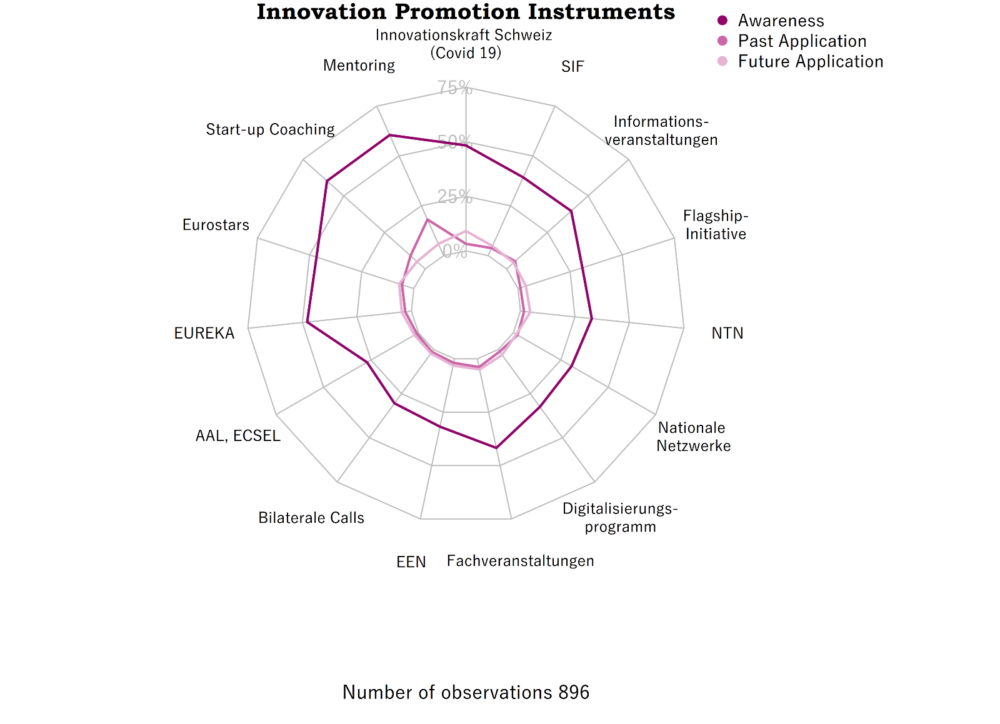 Innovation Promotion Instruments
Awareness
Past Application
Future Application
Innovationskraft Schweiz
(Covid 19)
Mentoring
SIF
75%
Start-up Coaching
Informations-
veranstaltungen
50%
25%
Eurostars
Flagship-
Initiative
0%
EUREKA
NTN
AAL, ECSEL
Nationale
Netzwerke
Bilaterale Calls
Digitalisierungs-
programm
EEN
Fachveranstaltungen
Number of observations 896